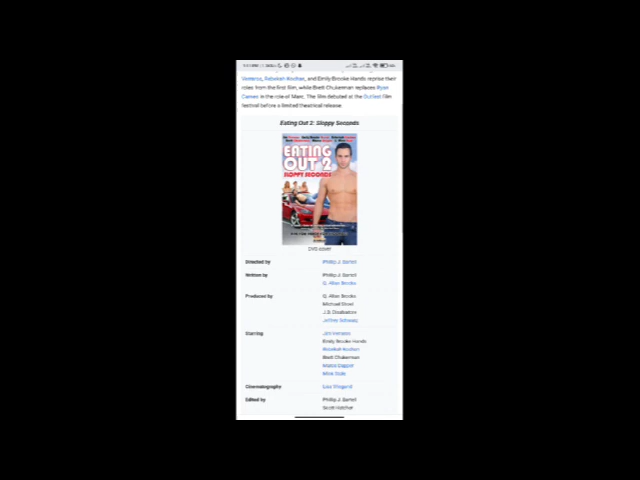 Verraros, Rebekah Kochan, and Emily Brooke Hands reprise their
roles from the first film, while Brett Chukerman replaces Ryan
Carnes in the role of Marc. The film debuted at the Outfest Film
festival before a limited theatrical release.
Eating Out 2: Sloppy Seconds
EATING
OUT 2
SLOPPY SECONDS
DVD cover
Directed by Phillip J. Bartell
Written by Phillip J. Bartell
Q. Allan Brocka
Produced by Q. Allan Brocka
Michael Shoel
J.D. Disalvatore
Jeffrey Schwarz
Starring Jim Verraros
Emily Brooke Hands
Rebekah Kochan
Brett Chukerman
Marco Dapper
Mink Stole
Cinematography Lisa Wiegand
Edited by Phillip J. Bartell
Scott Hatcher